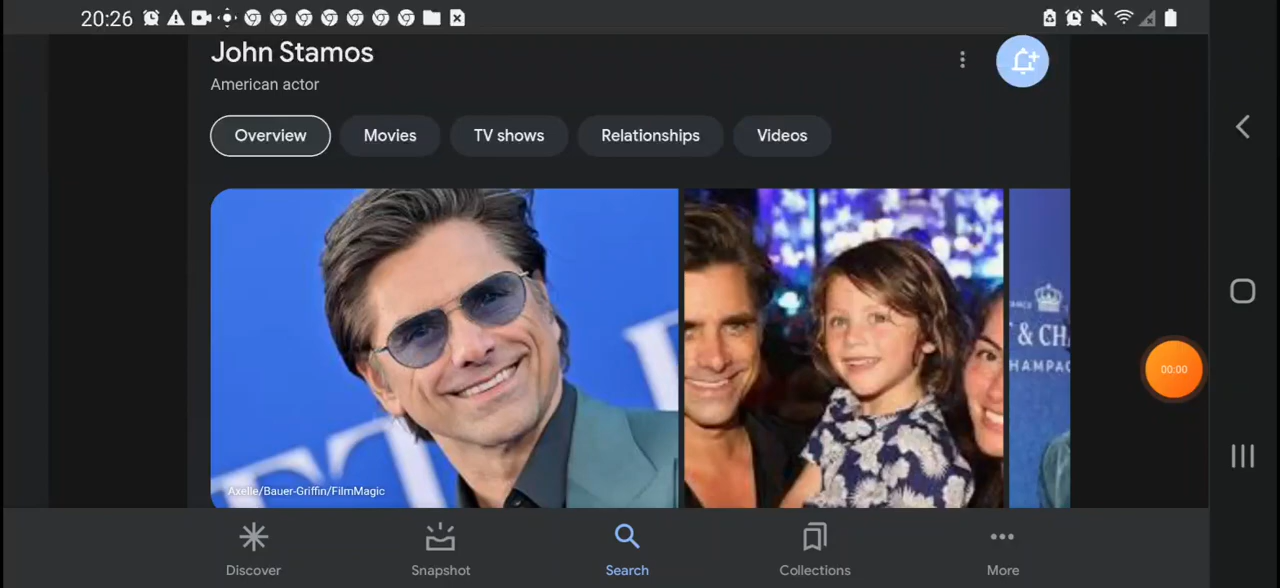 20:26
John Stamos
American actor
Overview Movies TV shows Relationships Videos
& CH
HAMPAG
Axelle/Bauer-Griffin/FilmMagic
00:00
Discover Snapshot Search Collections More